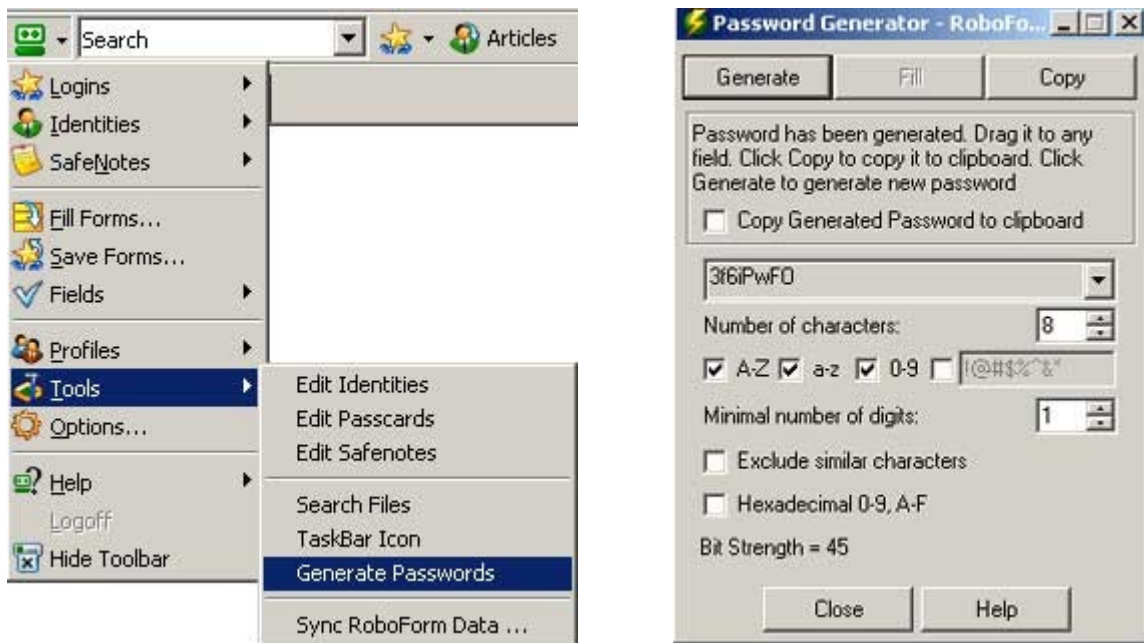 Search
Articles
Logins
Identities
SafeNotes
Fill Forms...
Save Forms...
Fields
Profiles
Tools
Options...
Help
Logoff
Hide Toolbar
Edit Identities
Edit Passcards
Edit Safenotes
Search Files
TaskBar Icon
Generate Passwords
Sync RoboForm Data ...
Password Generator - RoboFo...
Generate
Fill
Copy
Password has been generated. Drag it to any
field. Click Copy to copy it to clipboard. Click
Generate to generate new password
Copy Generated Password to clipboard
3f6iPwFO
Number of characters: 8
A-Z a-z 0-9 !@#$%^&*
Minimal number of digits: 1
Exclude similar characters
Hexadecimal 0-9, A-F
Bit Strength = 45
Close
Help